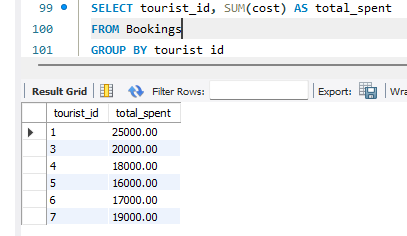 99 SELECT tourist_id, SUM(cost) AS total_spent
100 FROM Bookings
101 GROUP BY tourist id
Result Grid Filter Rows: Export: Wra
tourist_id total_spent
1 25000.00
3 20000.00
4 18000.00
5 16000.00
6 17000.00
7 19000.00